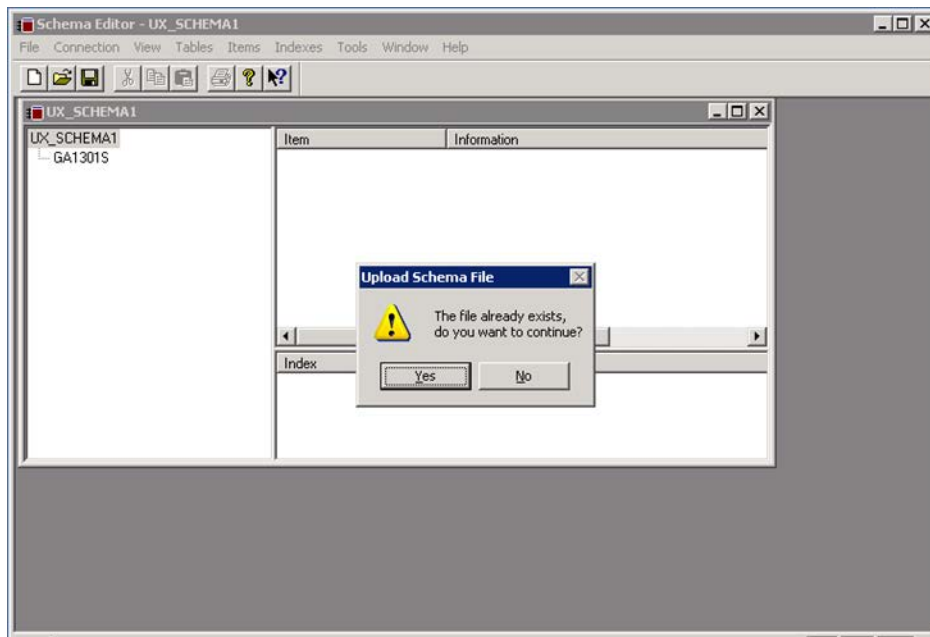 Schema Editor - UX_SCHEMA1
File Connection View Tables Items Indexes Tools Window Help
UX_SCHEMA1
UX_SCHEMA1
GA1301S
Item Information
Upload Schema File
The file already exists,
do you want to continue?
Yes No
Index